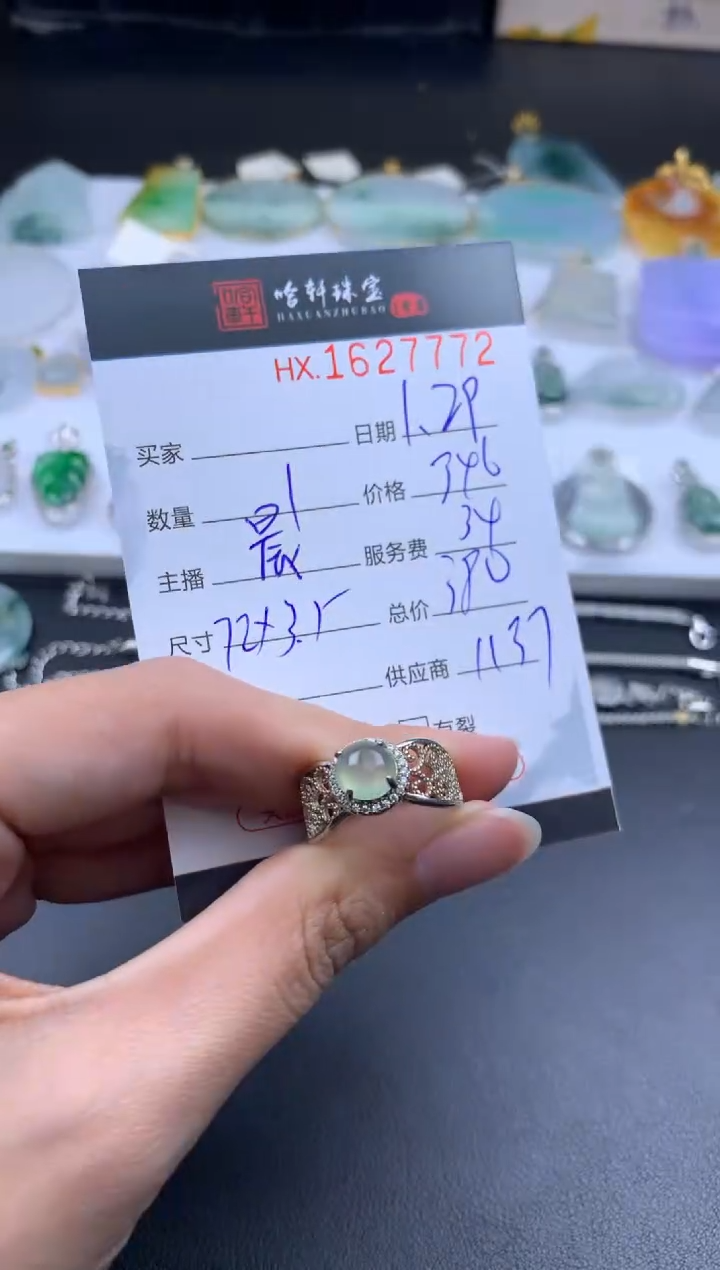 哈轩珠宝
HAXUANZHUBAO
HX.1627772
买家 日期 1.29
数量 1 价格 346
主播 晨 服务费 34
尺寸 72×3.5 总价 380
供应商 1137
有裂